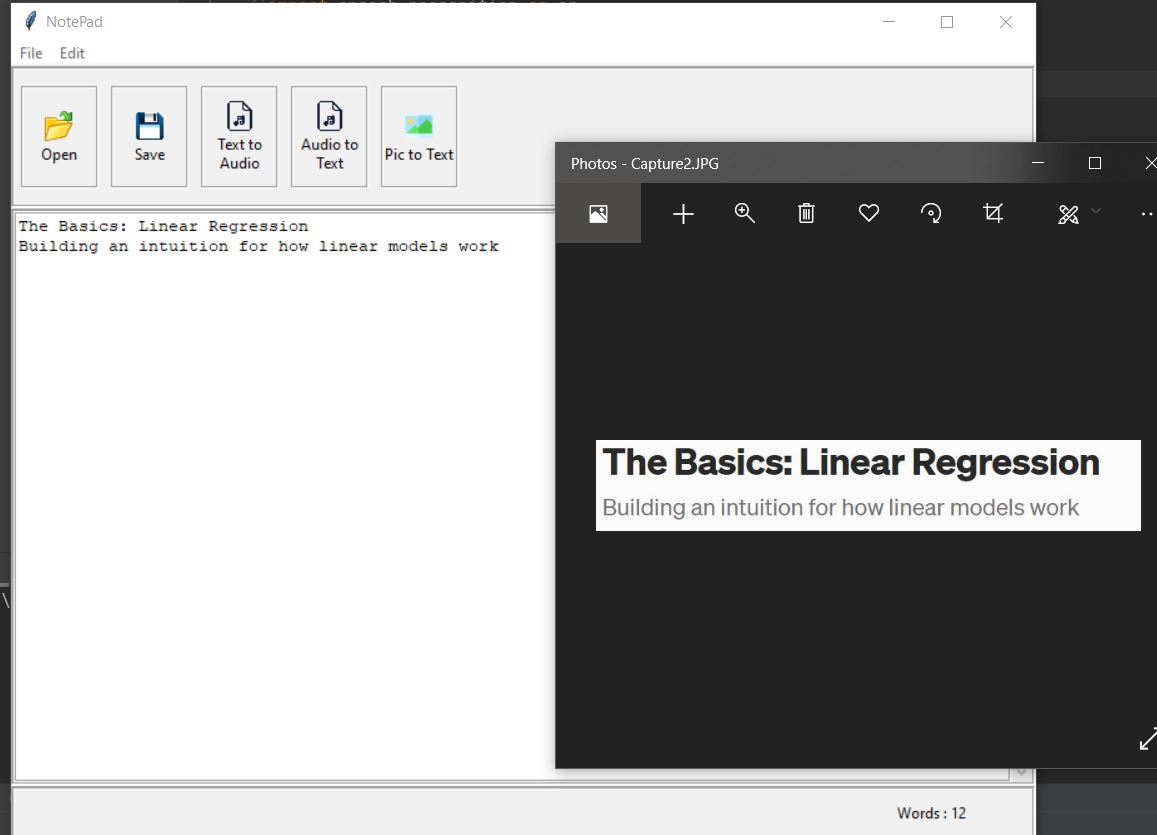 NotePad
File Edit
Open
Save
Text to
Audio
Audio to
Text
Pic to Text
The Basics: Linear Regression
Building an intuition for how linear models work
Photos - Capture2.JPG
The Basics: Linear Regression
Building an intuition for how linear models work
Words : 12